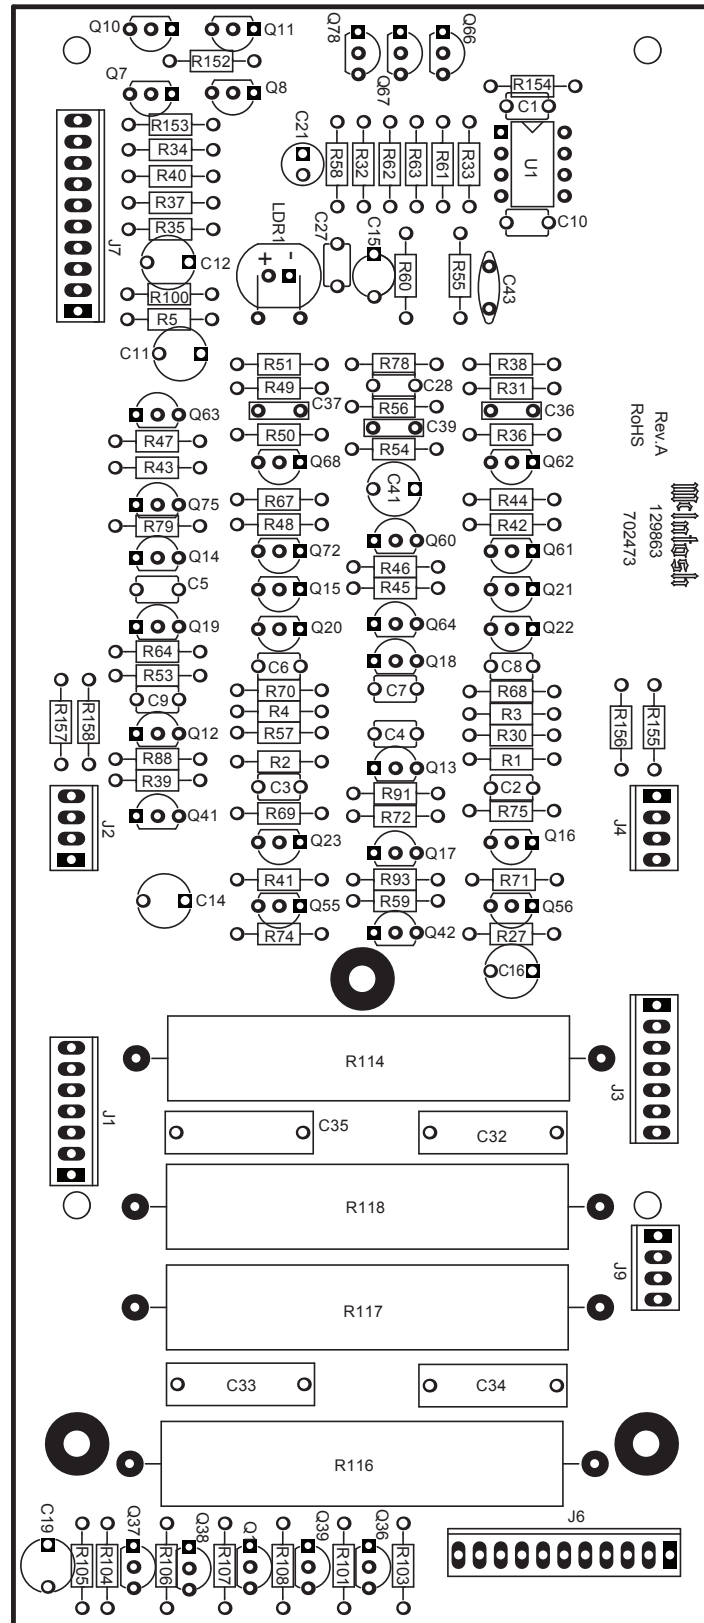 Q10
Q11
Q78
Q66
R152
Q67
Q7
Q8
R154
C1
R153
C21
R34
R58
R32
R62
R63
R61
R33
U1
R40
R37
R35
J7
LDR1
C27
C15
C10
C12
+
-
R60
R55
C43
R100
R5
C11
R51
R78
R38
R49
C28
R31
C37
R56
C36
Q63
C39
R47
R50
R36
R54
R43
Q68
Q62
C41
Q75
R67
R44
R79
R48
R42
Rev.A
RoHS
McIntosh
129863
702473
Q14
Q72
Q60
Q61
R46
C5
Q15
R45
Q21
Q19
Q20
Q64
Q22
R64
R53
C6
Q18
C8
C9
R70
C7
R68
R4
R3
R157
R158
Q12
R57
C4
R30
R156
R155
R88
R2
Q13
R1
R39
C3
R91
C2
J2
Q41
R69
R72
R75
J4
Q23
Q17
Q16
R41
R93
R71
C14
Q55
R59
Q56
R74
Q42
R27
C16
R114
J3
J1
C35
C32
R118
J9
R117
C33
C34
R116
J6
C19
R105
R104
Q37
R106
Q38
R107
Q1
R108
Q39
R101
Q36
R103